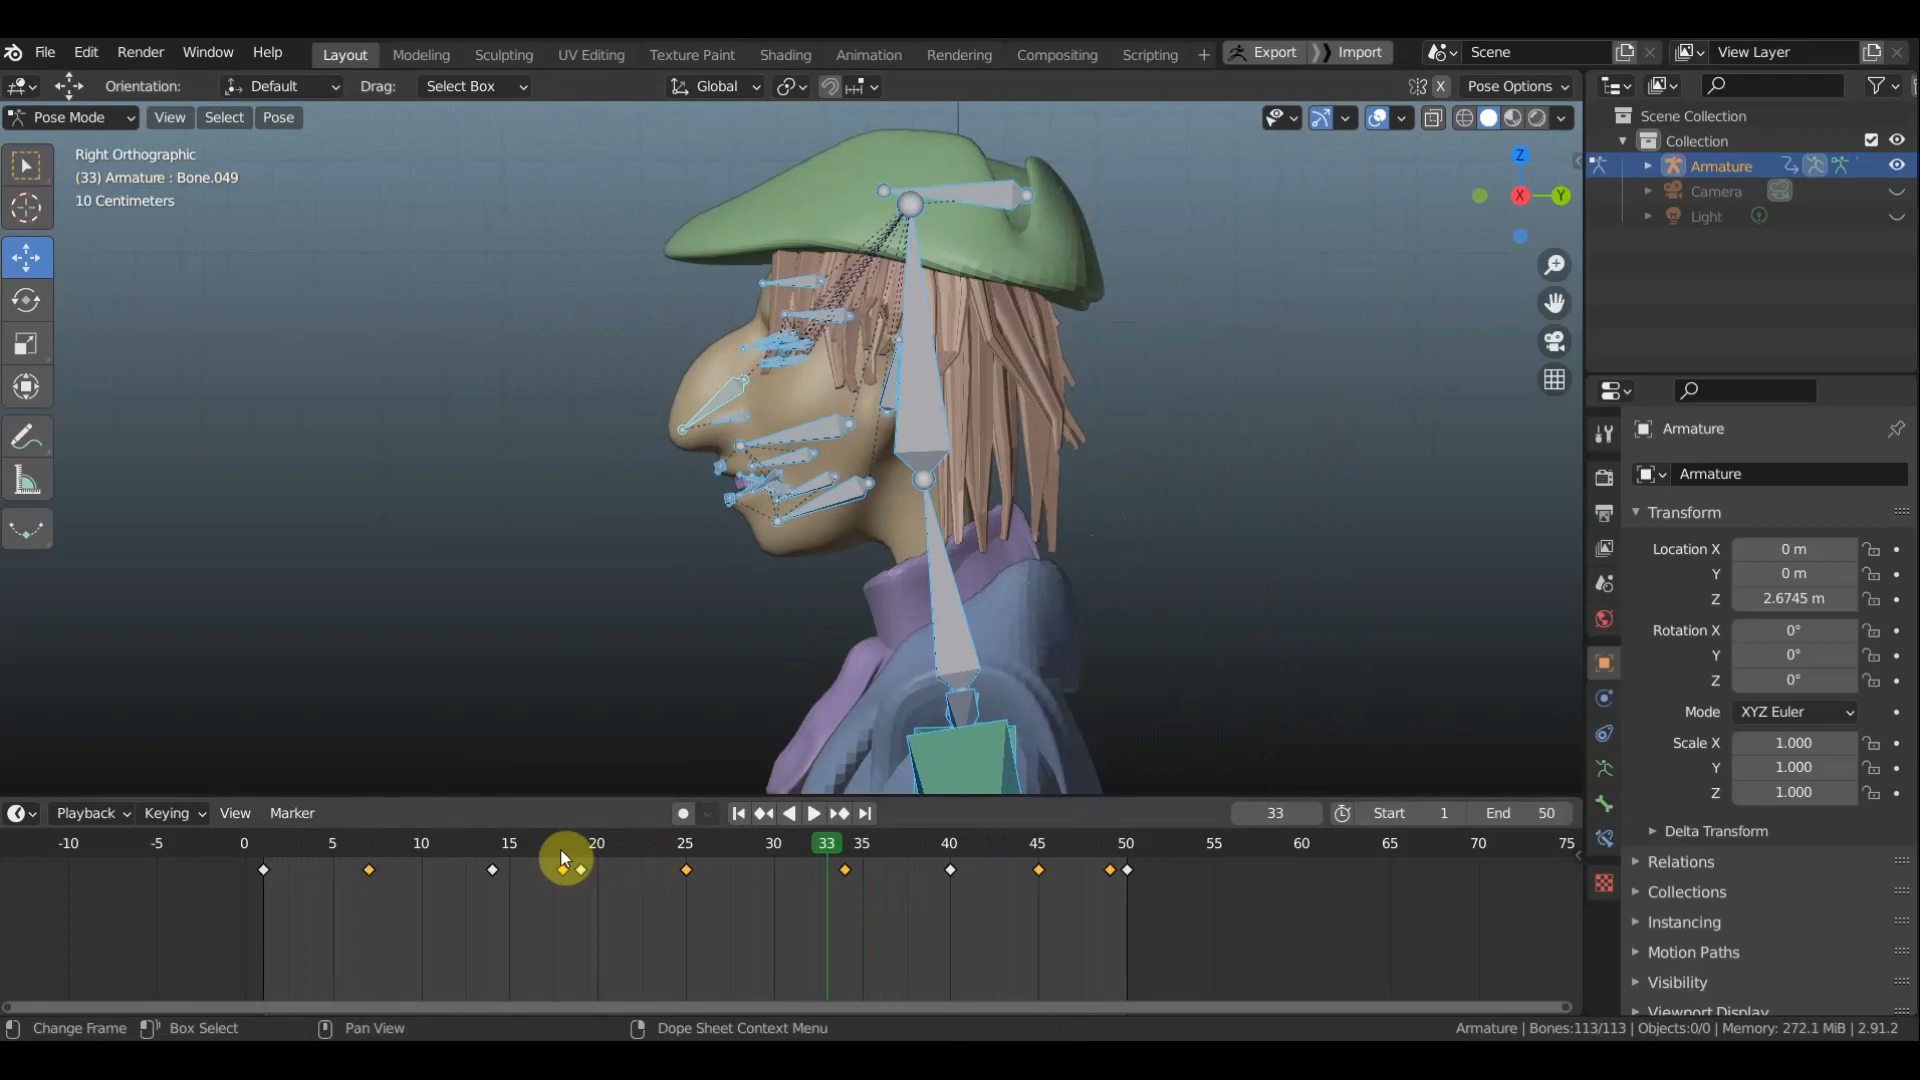 File Edit Render Window Help Layout Modeling Sculpting UV Editing Texture Paint Shading Animation Rendering Compositing Scripting + Export Import Scene View Layer
Orientation: Default Drag: Select Box Global X Pose Options
Pose Mode View Select Pose
Right Orthographic
(33) Armature : Bone.049
10 Centimeters
Z
X
Y
Scene Collection
Collection
Armature
Camera
Light
Armature
Armature
Transform
Location X 0 m
Y 0 m
Z 2.6745 m
Rotation X 0°
Y 0°
Z 0°
Mode XYZ Euler
Scale X 1.000
Y 1.000
Z 1.000
Delta Transform
Relations
Collections
Instancing
Motion Paths
Visibility
Viewport Display
Playback Keying View Marker 33 Start 1 End 50
-10 -5 0 5 10 15 20 25 30 33 35 40 45 50 55 60 65 70 75
Change Frame Box Select Pan View Dope Sheet Context Menu Armature | Bones:113/113 | Objects:0/0 | Memory: 272.1 MiB | 2.91.2